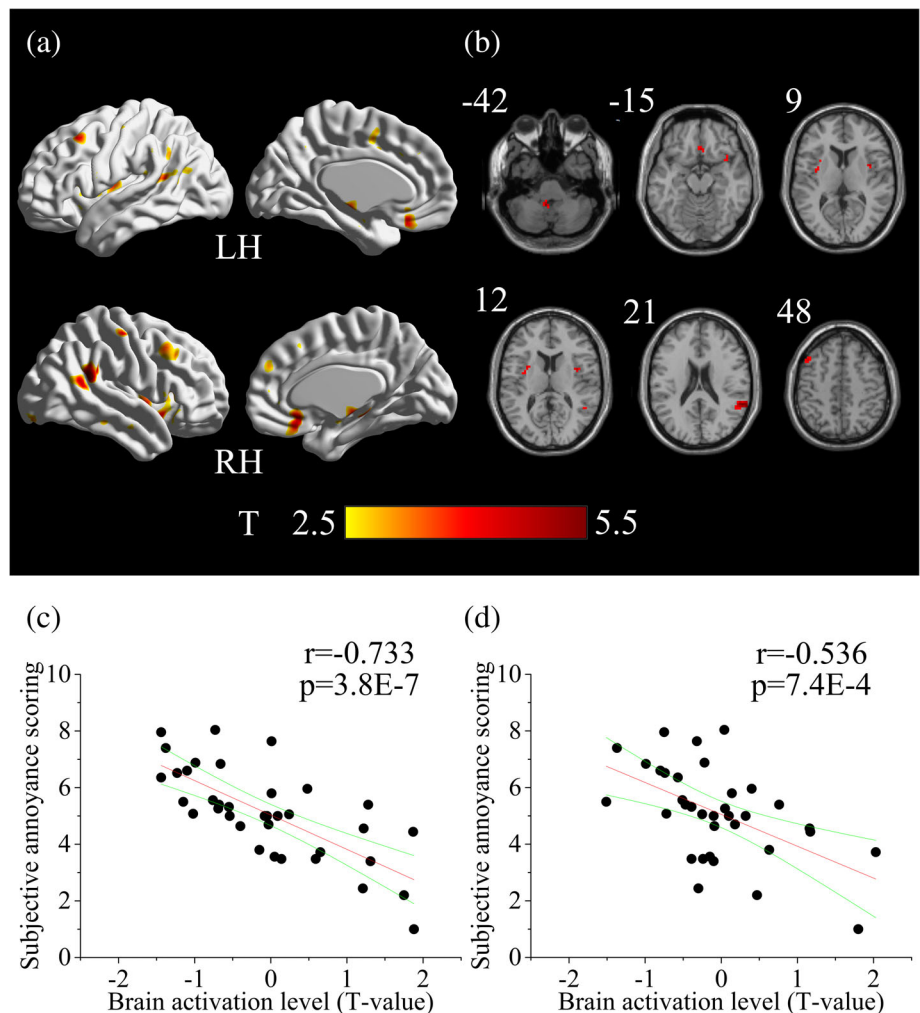 (a)
(b)
-42
-15
9
LH
12
21
48
RH
T 2.5 5.5
(c)
(d)
r=-0.733
p=3.8E-7
r=-0.536
p=7.4E-4
Subjective annoyance scoring
10
8
6
4
2
0
-2 -1 0 1 2
Brain activation level (T-value)
Subjective annoyance scoring
10
8
6
4
2
0
-2 -1 0 1 2
Brain activation level (T-value)